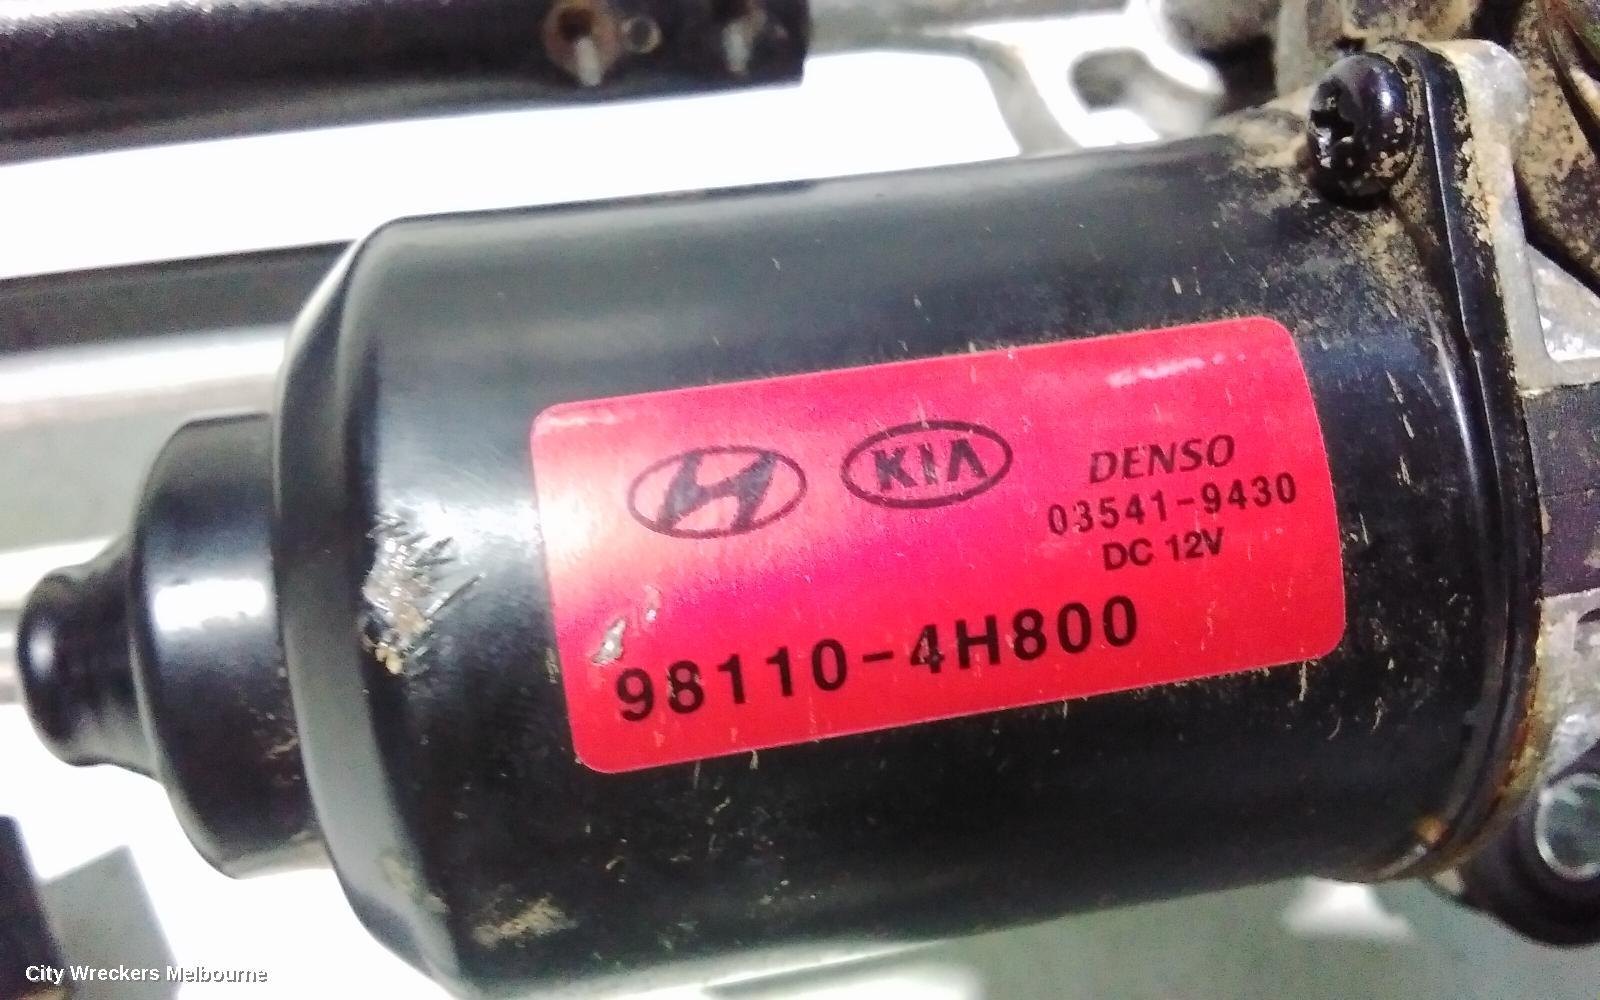 KIA
DENSO
03541-9430
DC 12V
98110-4H800
City Wreckers Melbourne